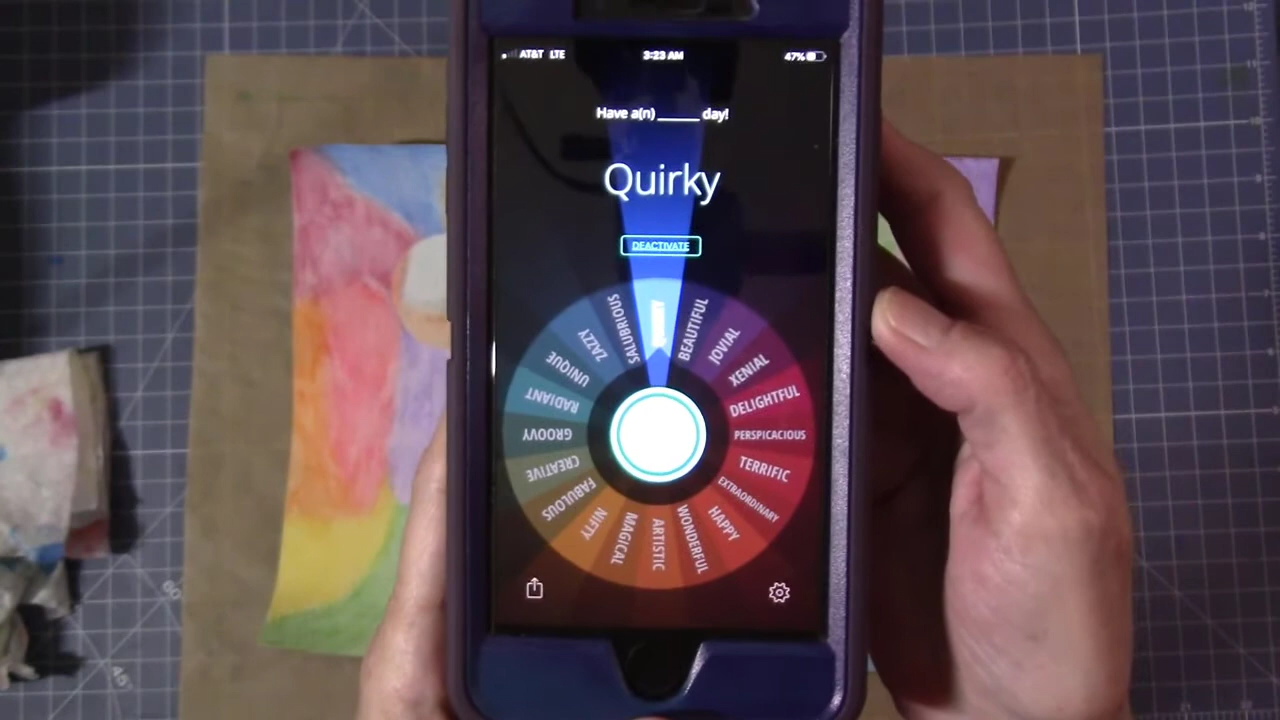 AT&T LTE
3:23 AM
47%
Have a(n) ______ day!
Quirky
DEACTIVATE
BEAUTIFUL
JOVIAL
XENIAL
DELIGHTFUL
PERSPICACIOUS
TERRIFIC
EXTRAORDINARY
HAPPY
WONDERFUL
ARTISTIC
MAGICAL
NIFTY
FABULOUS
CREATIVE
GROOVY
RADIANT
UNIQUE
ZAZZY
SALUBRIOUS